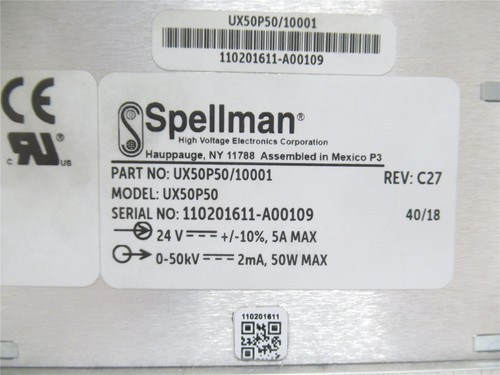 UX50P50/10001
110201611-A00109
CE
Spellman®
High Voltage Electronics Corporation
Hauppauge, NY 11788 Assembled in Mexico P3
C RU US
PART NO: UX50P50/10001 REV: C27
MODEL: UX50P50
SERIAL NO: 110201611-A00109 40/18
24 V +/-10%, 5A MAX
0-50kV 2mA, 50W MAX
110201611